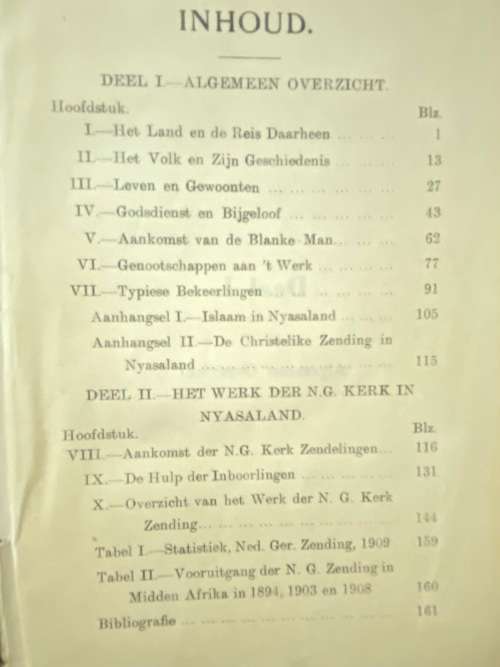 INHOUD.
DEEL I.—ALGEMEEN OVERZICHT.
Hoofdstuk. Blz.
I.—Het Land en de Reis Daarheen ... ... ... 1
II.—Het Volk en Zijn Geschiedenis ... ... ... 13
III.—Leven en Gewoonten ... ... ... ... ... 27
IV.—Godsdienst en Bijgeloof ... ... ... ... 43
V.—Aankomst van de Blanke Man... ... ... 62
VI.—Genootschappen aan 't Werk ... ... ... 77
VII.—Typiese Bekeerlingen ... ... ... ... 91
Aanhangsel I.—Islaam in Nyasaland ... ... ... 105
Aanhangsel II.—De Christelike Zending in
Nyasaland ... ... ... ... ... ... ... 115
DEEL II.—HET WERK DER N.G. KERK IN
NYASALAND.
Hoofdstuk. Blz.
VIII.—Aankomst der N.G. Kerk Zendelingen... ... 116
IX.—De Hulp der Inboorlingen ... ... ... ... 131
X.—Overzicht van het Werk der N. G. Kerk
Zending... ... ... ... ... ... ... ... 144
Tabel I.—Statistiek, Ned. Ger. Zending, 1909 159
Tabel II.—Vooruitgang der N. G. Zending in
Midden Afrika in 1894, 1903 en 1908 160
Bibliografie ... ... ... ... ... ... ... ... 161